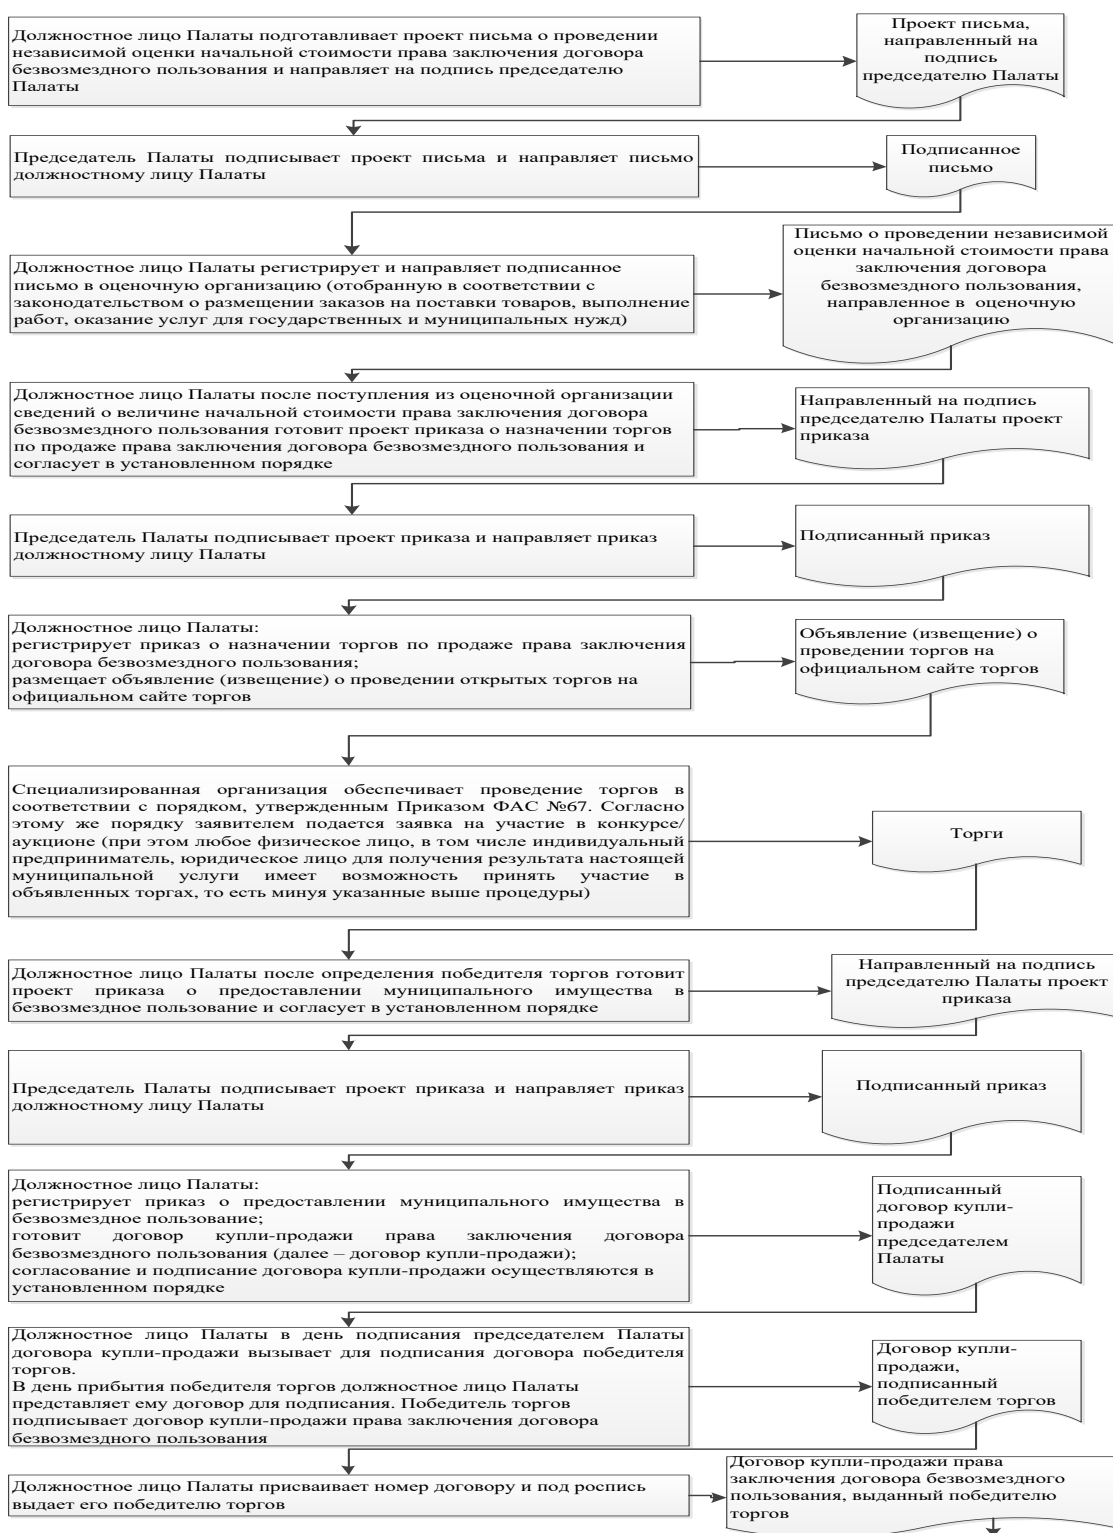 Должностное лицо Палаты подготавливает проект письма о проведении
независимой оценки начальной стоимости права заключения договора
безвозмездного пользования и направляет на подпись председателю
Палаты
Проект письма,
направленный на
подпись
председателю Палаты
Председатель Палаты подписывает проект письма и направляет письмо
должностному лицу Палаты
Подписанное
письмо
Должностное лицо Палаты регистрирует и направляет подписанное
письмо в оценочную организацию (отобранную в соответствии с
законодательством о размещении заказов на поставки товаров, выполнение
работ, оказание услуг для государственных и муниципальных нужд)
Письмо о проведении независимой
оценки начальной стоимости права
заключения договора
безвозмездного пользования,
направленное в оценочную
организацию
Должностное лицо Палаты после поступления из оценочной организации
сведений о величине начальной стоимости права заключения договора
безвозмездного пользования готовит проект приказа о назначении торгов
по продаже права заключения договора безвозмездного пользования и
согласует в установленном порядке
Направленный на подпись
председателю Палаты проект
приказа
Председатель Палаты подписывает проект приказа и направляет приказ
должностному лицу Палаты
Подписанный приказ
Должностное лицо Палаты:
регистрирует приказ о назначении торгов по продаже права заключения
договора безвозмездного пользования;
размещает объявление (извещение) о проведении открытых торгов на
официальном сайте торгов
Объявление (извещение) о
проведении торгов на
официальном сайте торгов
Специализированная организация обеспечивает проведение торгов в
соответствии с порядком, утвержденным Приказом ФАС №67. Согласно
этому же порядку заявителем подается заявка на участие в конкурсе/
аукционе (при этом любое физическое лицо, в том числе индивидуальный
предприниматель, юридическое лицо для получения результата настоящей
муниципальной услуги имеет возможность принять участие в
объявленных торгах, то есть минуя указанные выше процедуры)
Торги
Должностное лицо Палаты после определения победителя торгов готовит
проект приказа о предоставлении муниципального имущества в
безвозмездное пользование и согласует в установленном порядке
Направленный на подпись
председателю Палаты проект
приказа
Председатель Палаты подписывает проект приказа и направляет приказ
должностному лицу Палаты
Подписанный приказ
Должностное лицо Палаты:
регистрирует приказ о предоставлении муниципального имущества в
безвозмездное пользование;
готовит договор купли-продажи права заключения договора
безвозмездного пользования (далее – договор купли-продажи);
согласование и подписание договора купли-продажи осуществляются в
установленном порядке
Подписанный
договор купли-
продажи
председателем
Палаты
Должностное лицо Палаты в день подписания председателем Палаты
договора купли-продажи вызывает для подписания договора победителя
торгов.
В день прибытия победителя торгов должностное лицо Палаты
представляет ему договор для подписания. Победитель торгов
подписывает договор купли-продажи права заключения договора
безвозмездного пользования
Договор купли-
продажи,
подписанный
победителем торгов
Должностное лицо Палаты присваивает номер договору и под роспись
выдает его победителю торгов
Договор купли-продажи права
заключения договора безвозмездного
пользования, выданный победителю
торгов